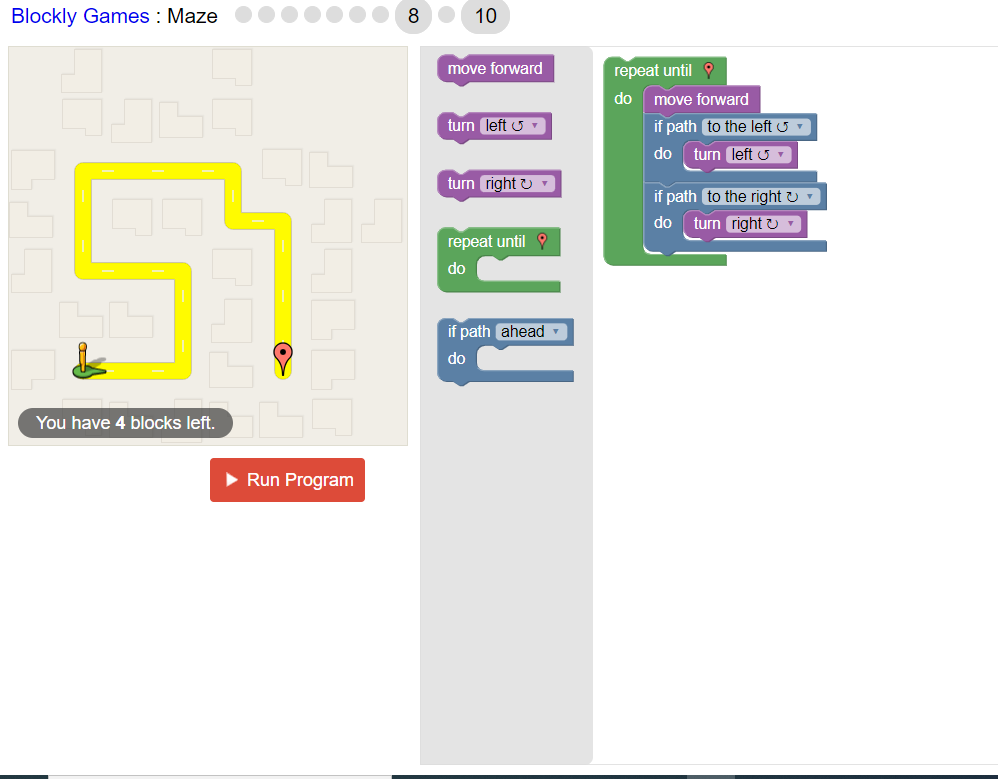 Blockly Games : Maze 8 10
You have 4 blocks left.
Run Program
move forward
turn left ↺ ▾
turn right ↻ ▾
repeat until
do
if path ahead ▾
do
repeat until
do move forward
if path to the left ↺ ▾
do turn left ↺ ▾
if path to the right ↻ ▾
do turn right ↻ ▾